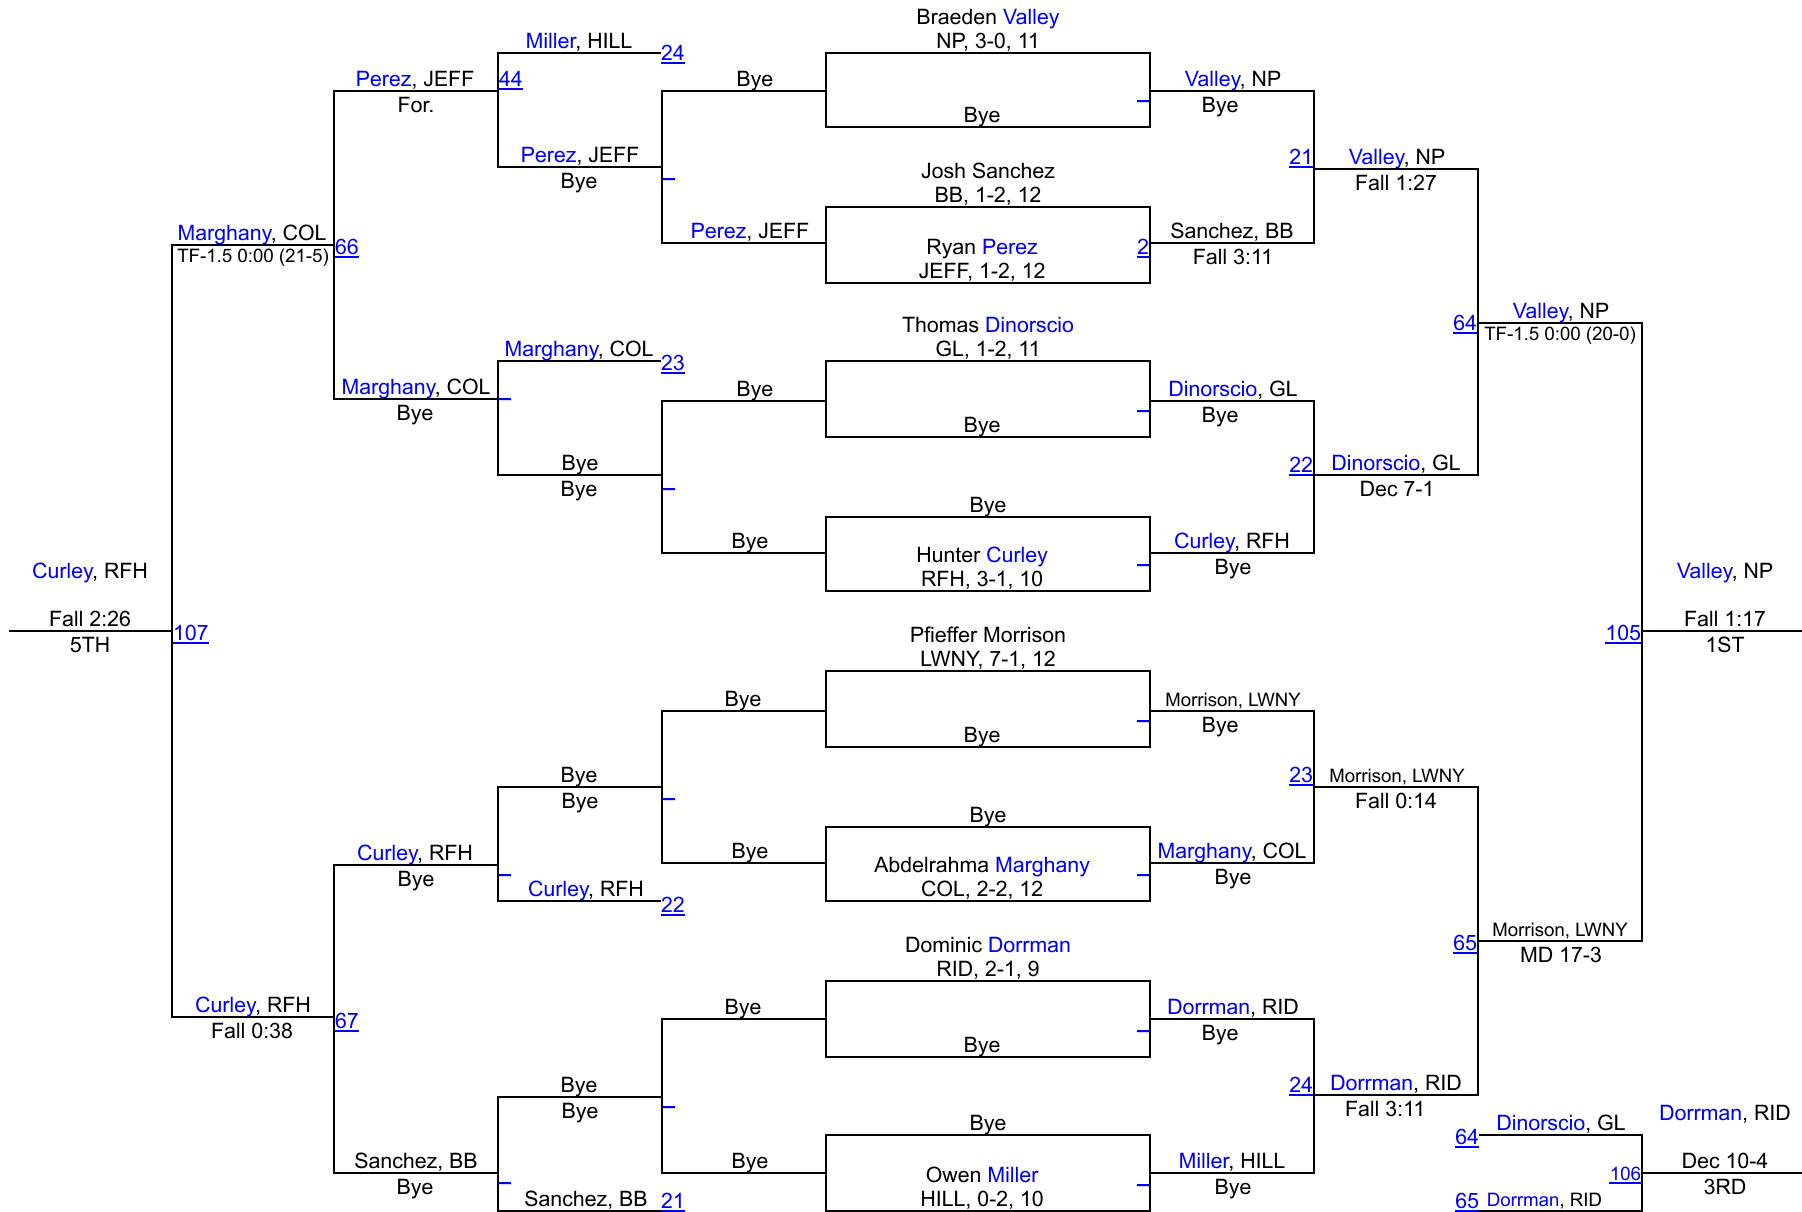 Braeden Valley
NP, 3-0, 11
Miller, HILL
24
Perez, JEFF
44
For.
Bye
Bye
Valley, NP
Bye
Perez, JEFF
Bye
21
Valley, NP
Fall 1:27
Josh Sanchez
BB, 1-2, 12
Perez, JEFF
Ryan Perez
JEFF, 1-2, 12
2
Sanchez, BB
Fall 3:11
Marghany, COL
TF-1.5 0:00 (21-5)
66
Thomas Dinorscio
GL, 1-2, 11
64
Valley, NP
TF-1.5 0:00 (20-0)
Marghany, COL
23
Marghany, COL
Bye
Bye
Bye
Dinorscio, GL
Bye
Bye
Bye
22
Dinorscio, GL
Dec 7-1
Bye
Bye
Hunter Curley
RFH, 3-1, 10
Curley, RFH
Bye
Curley, RFH
Fall 2:26
5TH
107
Valley, NP
Fall 1:17
1ST
105
Pfieffer Morrison
LWNY, 7-1, 12
Bye
Bye
Morrison, LWNY
Bye
Bye
Bye
23
Morrison, LWNY
Fall 0:14
Bye
Bye
Abdelrahma Marghany
COL, 2-2, 12
Marghany, COL
Bye
Curley, RFH
Bye
Curley, RFH
22
Dominic Dorrman
RID, 2-1, 9
65
Morrison, LWNY
MD 17-3
Curley, RFH
Fall 0:38
67
Bye
Bye
Dorrman, RID
Bye
Bye
Bye
24
Dorrman, RID
Fall 3:11
Bye
Bye
Owen Miller
HILL, 0-2, 10
Miller, HILL
Bye
Sanchez, BB
Bye
Sanchez, BB
21
64
Dinorscio, GL
Dorrman, RID
106
Dec 10-4
3RD
65
Dorrman, RID